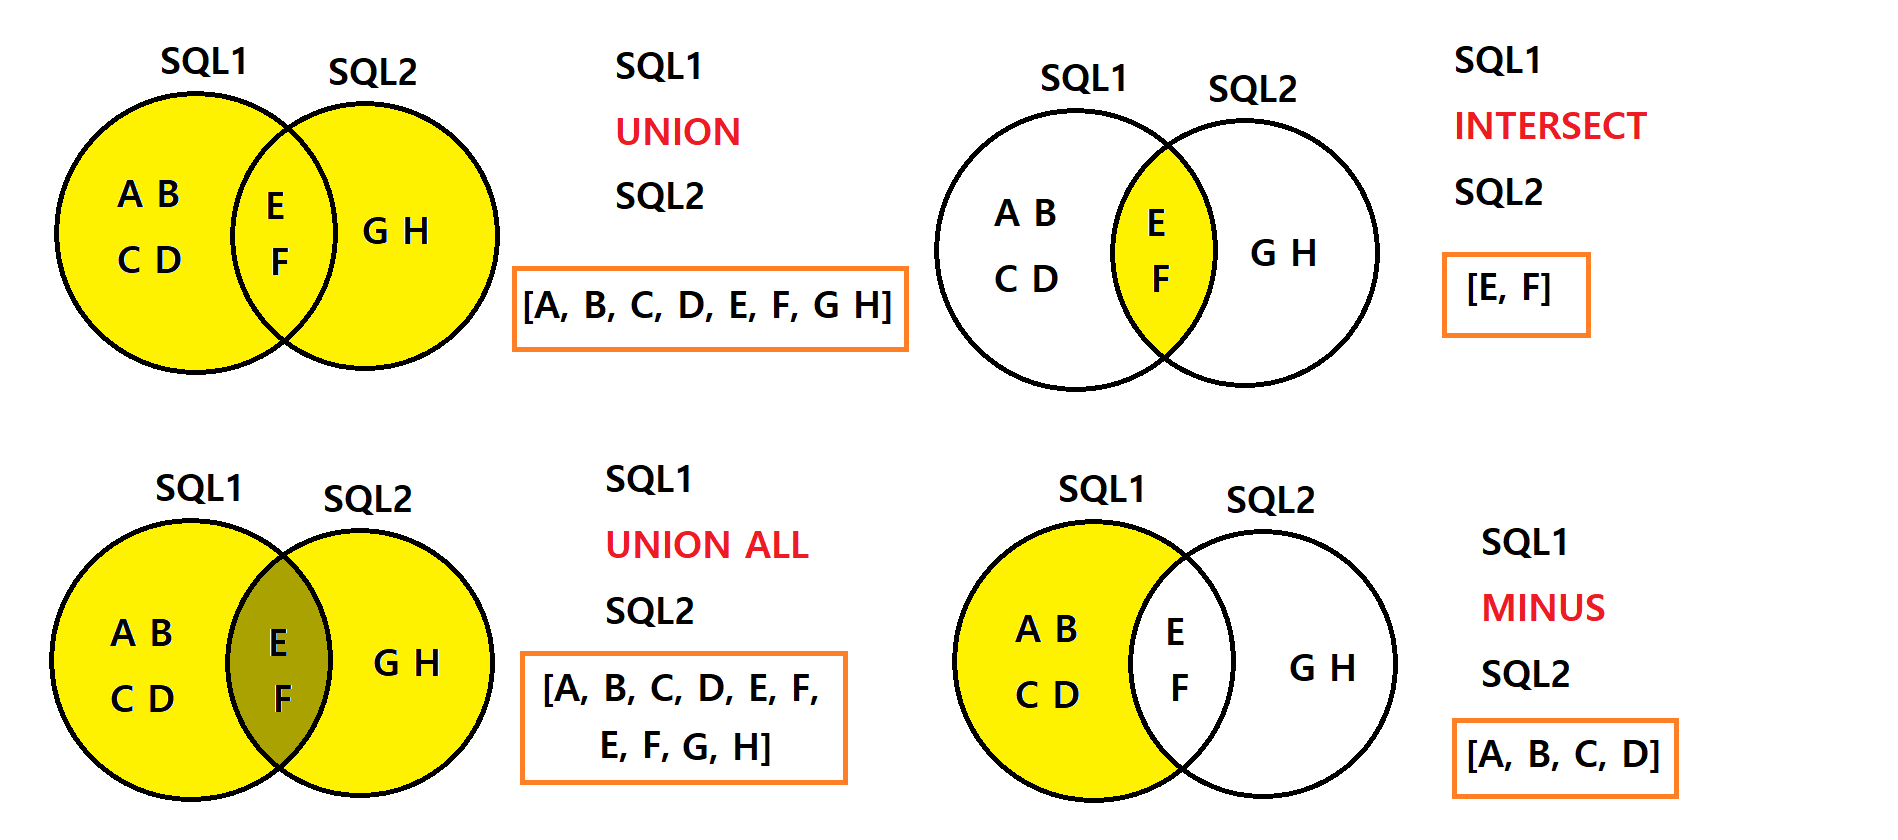 SQL1
SQL2
A B
C D
E
F
G H
SQL1
UNION
SQL2
[A, B, C, D, E, F, G H]
SQL1
SQL2
A B
C D
E
F
G H
SQL1
INTERSECT
SQL2
[E, F]
SQL1
SQL2
A B
C D
E
F
G H
SQL1
UNION ALL
SQL2
[A, B, C, D, E, F,
E, F, G, H]
SQL1
SQL2
A B
C D
E
F
G H
SQL1
MINUS
SQL2
[A, B, C, D]